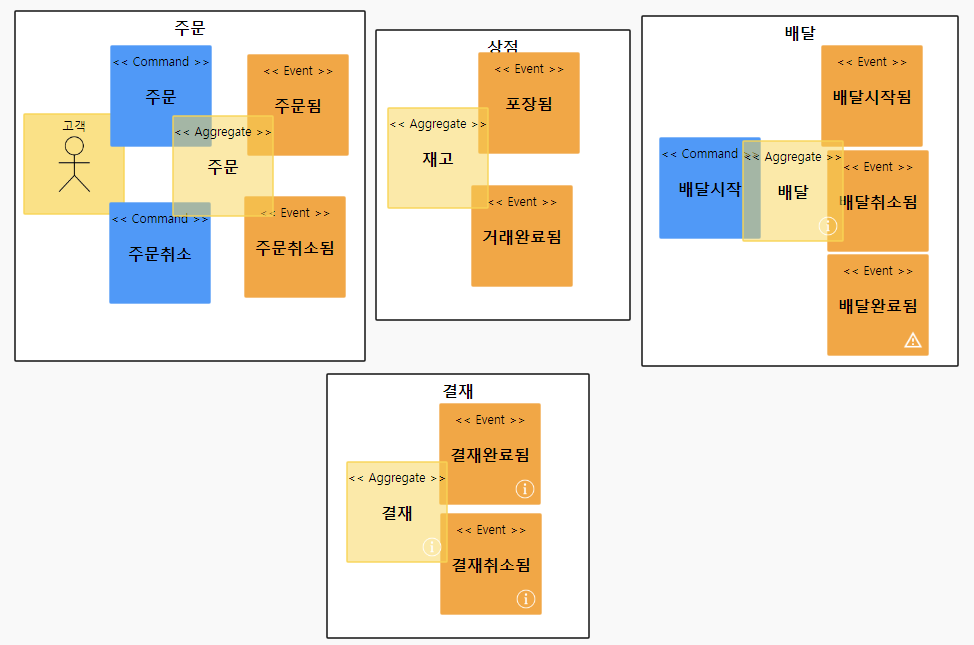 주문
<< Command >>
주문
<< Event >>
주문됨
고객
<< Aggregate >>
주문
<< Command >>
주문취소
<< Event >>
주문취소됨
상점
<< Event >>
포장됨
<< Aggregate >>
재고
<< Event >>
거래완료됨
배달
<< Event >>
배달시작됨
<< Command >>
배달시작
<< Aggregate >>
배달
<< Event >>
배달취소됨
<< Event >>
배달완료됨
결재
<< Event >>
결재완료됨
<< Aggregate >>
결재
<< Event >>
결재취소됨